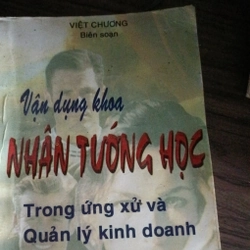 VIỆT CHƯƠNG
Biên soạn
Vận dụng khoa
NHÂN TƯỚNG HỌC
Trong ứng xử và
Quản lý kinh doanh